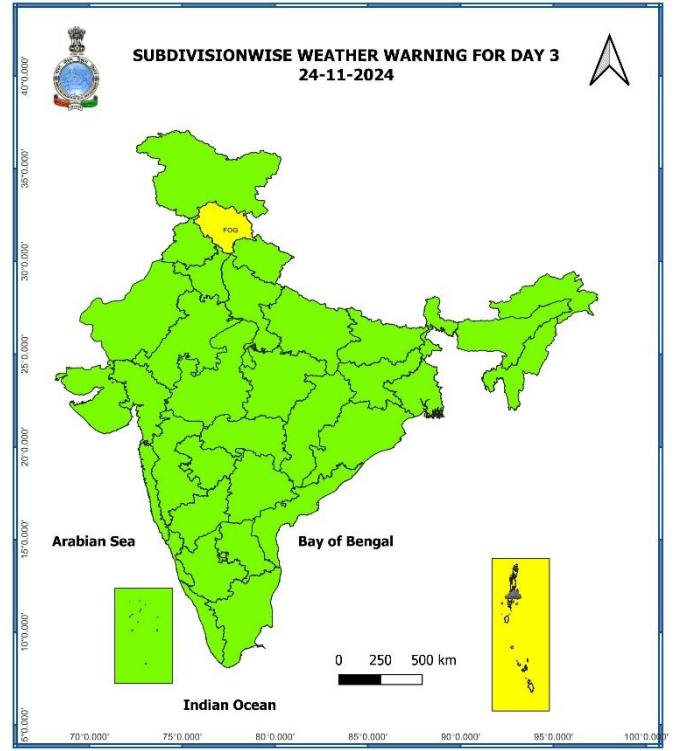 SUBDIVISIONWISE WEATHER WARNING FOR DAY 3
24-11-2024
FOG
Arabian Sea
Bay of Bengal
0 250 500 km
Indian Ocean
40°0.000'
35°0.000'
30°0.000'
25°0.000'
20°0.000'
15°0.000'
10°0.000'
5°0.000'
70°0.000' 75°0.000' 80°0.000' 85°0.000' 90°0.000' 95°0.000' 100°0.000'